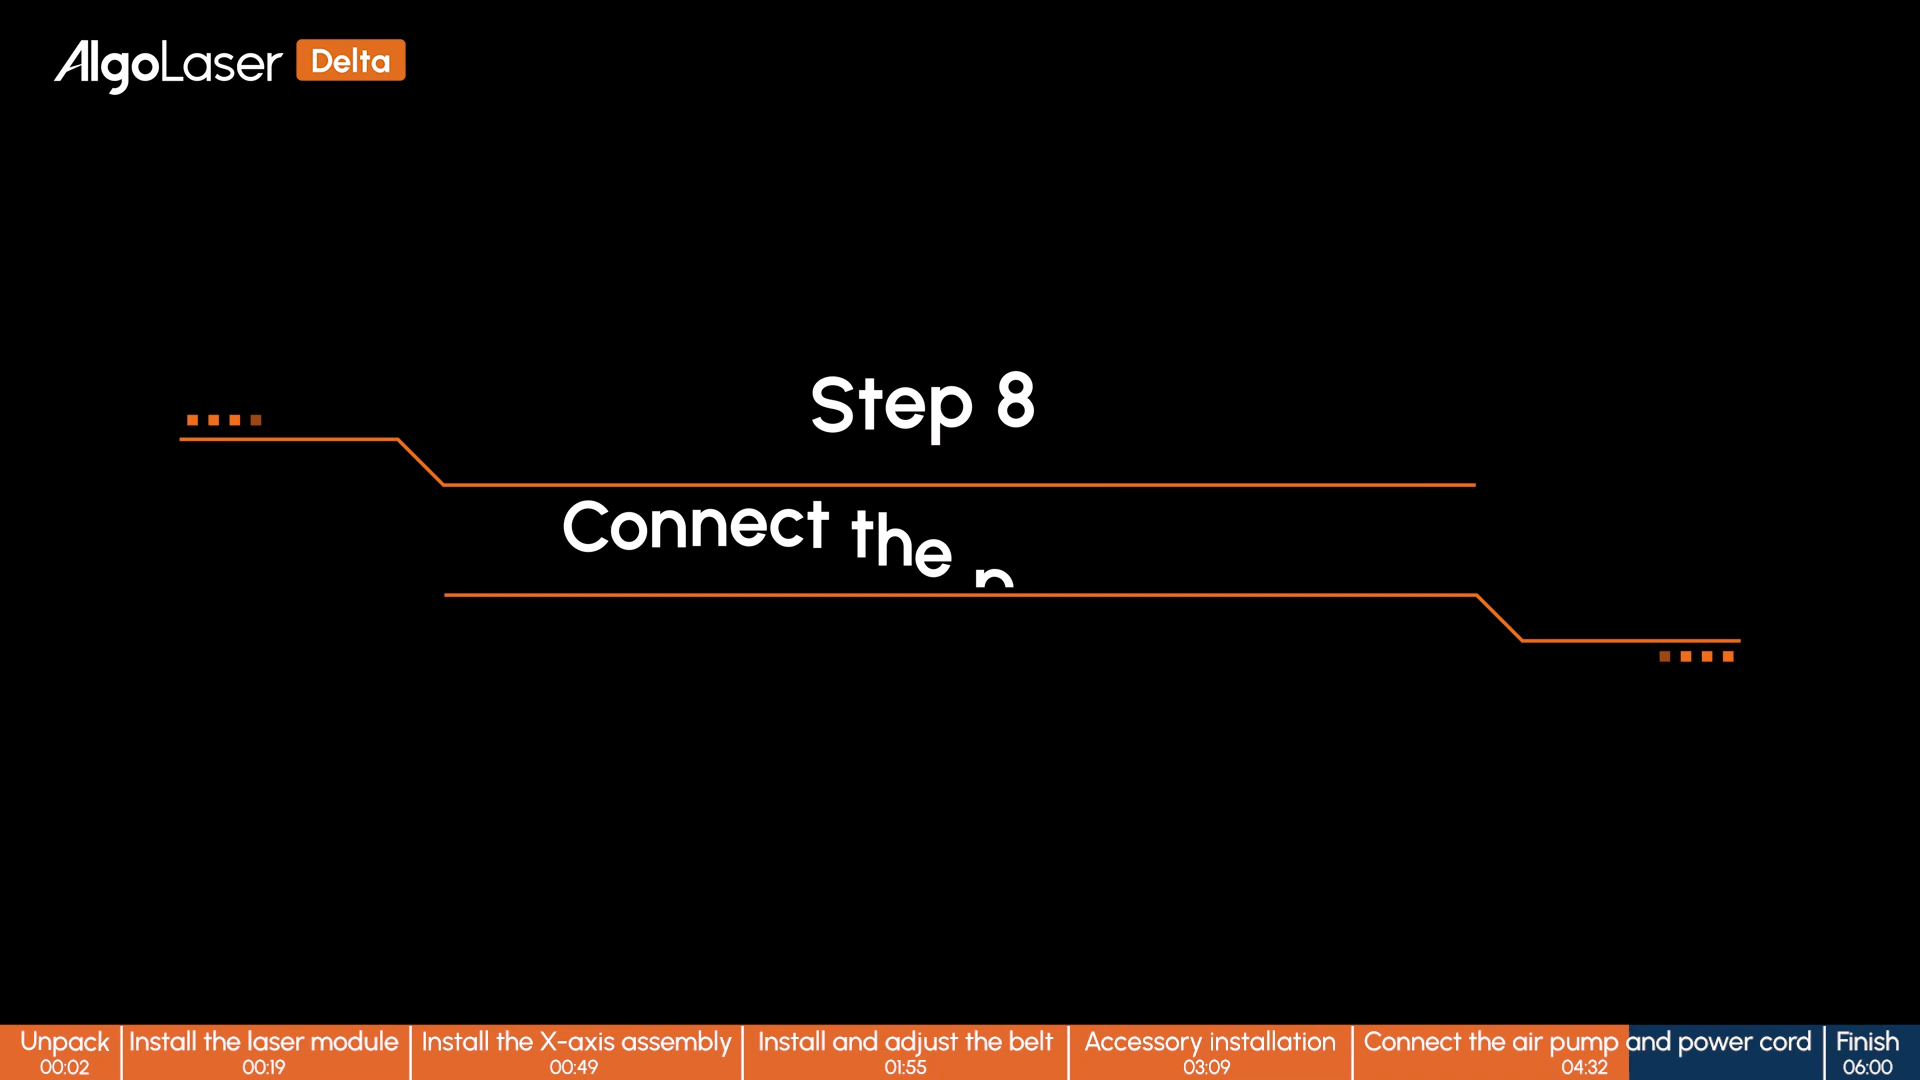 AlgoLaser Delta
Step 8
Connect the
Unpack
00:02
Install the laser module
00:19
Install the X-axis assembly
00:49
Install and adjust the belt
01:55
Accessory installation
03:09
Connect the air pump and power cord
04:32
Finish
06:00